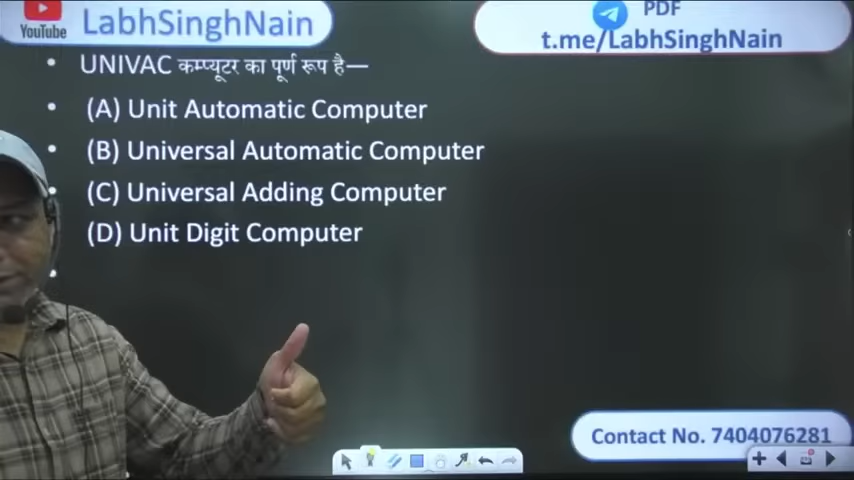 YouTube
LabhSinghNain
PDF
t.me/LabhSinghNain
• UNIVAC कम्प्यूटर का पूर्ण रूप है—
• (A) Unit Automatic Computer
• (B) Universal Automatic Computer
• (C) Universal Adding Computer
(D) Unit Digit Computer
Contact No. 7404076281